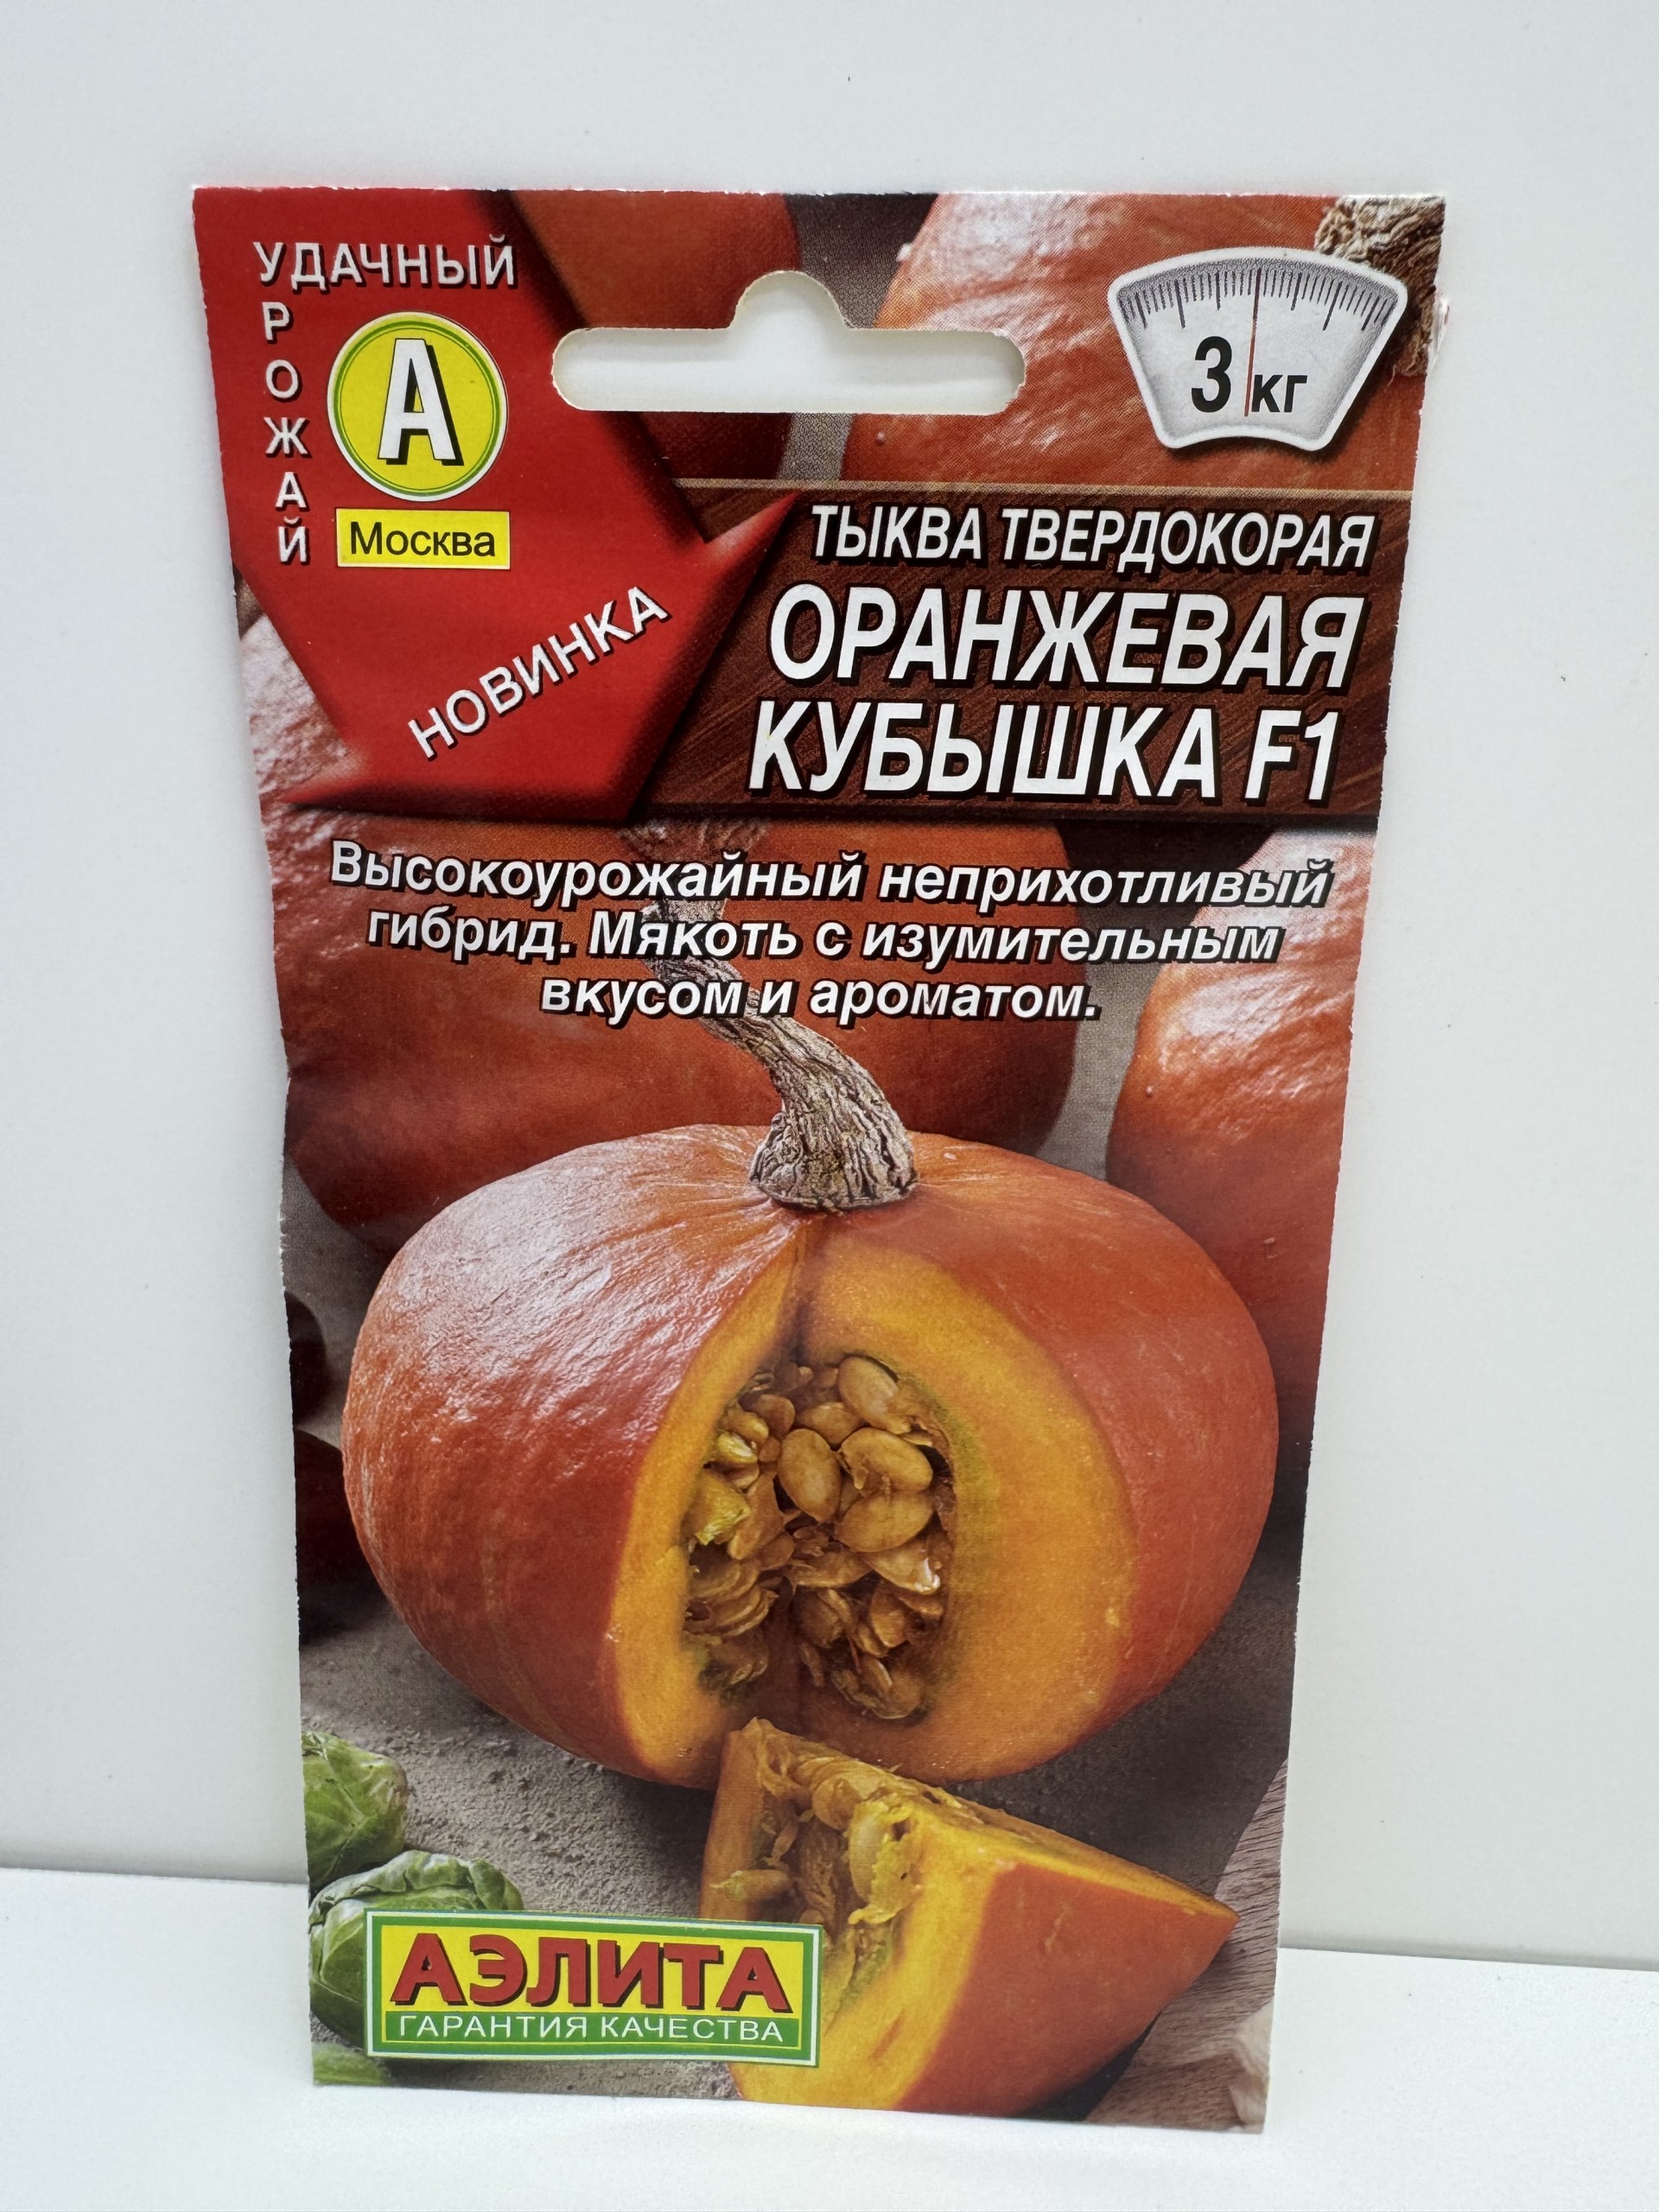 УДАЧНЫЙ
УРОЖАЙ
А
Москва
НОВИНКА
3 кг
ТЫКВА ТВЕРДОКОРАЯ
ОРАНЖЕВАЯ
КУБЫШКА F1
Высокоурожайный неприхотливый
гибрид. Мякоть с изумительным
вкусом и ароматом.
АЭЛИТА
ГАРАНТИЯ КАЧЕСТВА